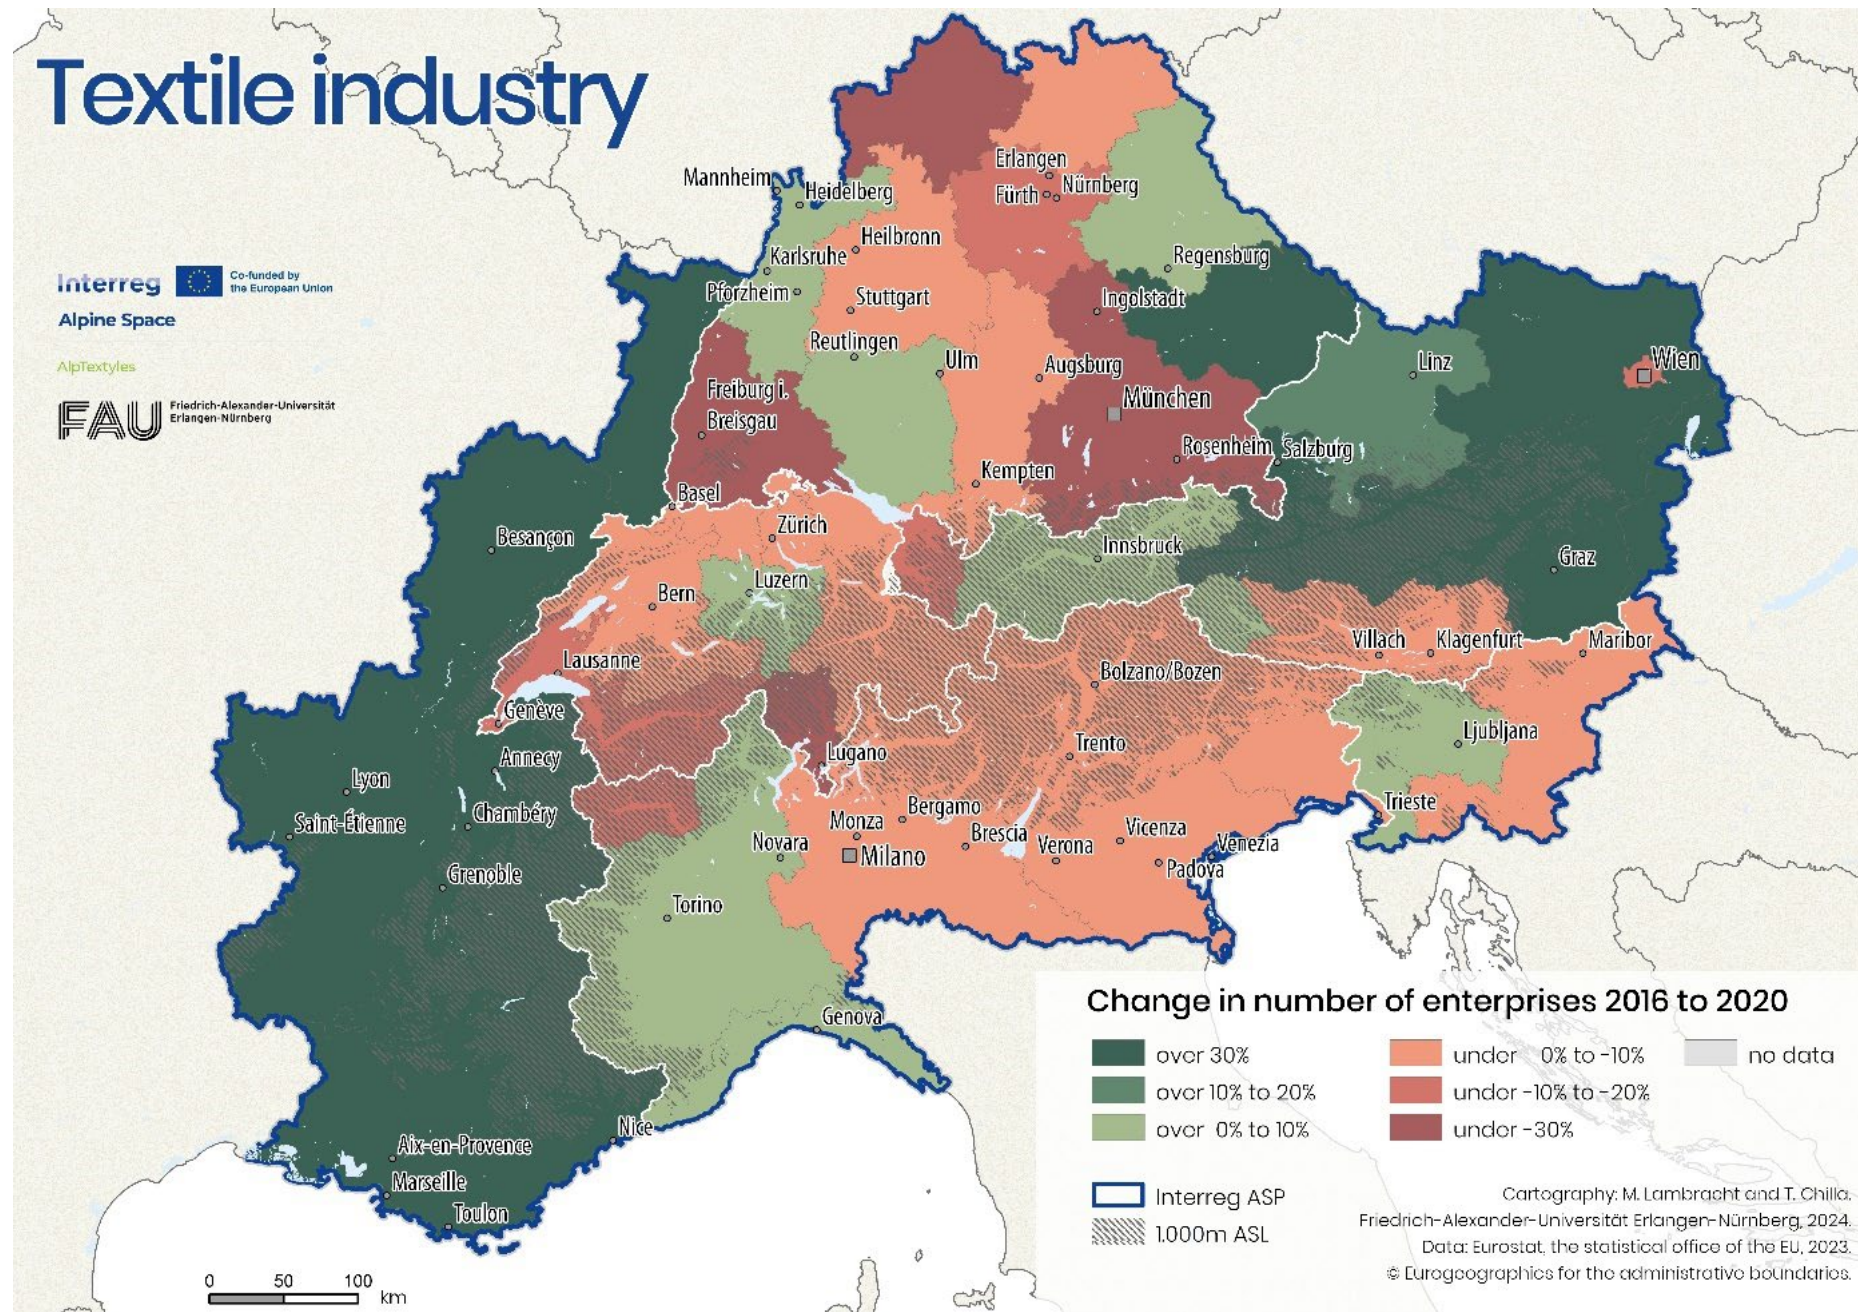 Textile industry
Interreg
Co-funded by
the European Union
Alpine Space
AlpTextyles
FAU
Friedrich-Alexander-Universität
Erlangen-Nürnberg
Mannheim
Heidelberg
Erlangen
Fürth
Nürnberg
Heilbronn
Karlsruhe
Regensburg
Pforzheim
Stuttgart
Ingolstadt
Reutlingen
Ulm
Augsburg
Linz
Wien
Freiburg i.
Breisgau
München
Rosenheim
Salzburg
Kempten
Basel
Zürich
Besançon
Innsbruck
Graz
Luzern
Bern
Villach
Klagenfurt
Maribor
Lausanne
Bolzano/Bozen
Genève
Ljubljana
Annecy
Lugano
Trento
Lyon
Chambéry
Saint-Étienne
Bergamo
Trieste
Monza
Brescia
Vicenza
Novara
Milano
Verona
Venezia
Padova
Grenoble
Torino
Genova
Nice
Aix-en-Provence
Marseille
Toulon
Change in number of enterprises 2016 to 2020
over 30%
under 0% to -10%
no data
over 10% to 20%
under -10% to -20%
over 0% to 10%
under -30%
Interreg ASP
1.000m ASL
Cartography: M. Lambracht and T. Chilla.
Friedrich-Alexander-Universität Erlangen-Nürnberg, 2024.
Data: Eurostat, the statistical office of the EU, 2023.
© Eurogeographics for the administrative boundaries.
0 50 100
km